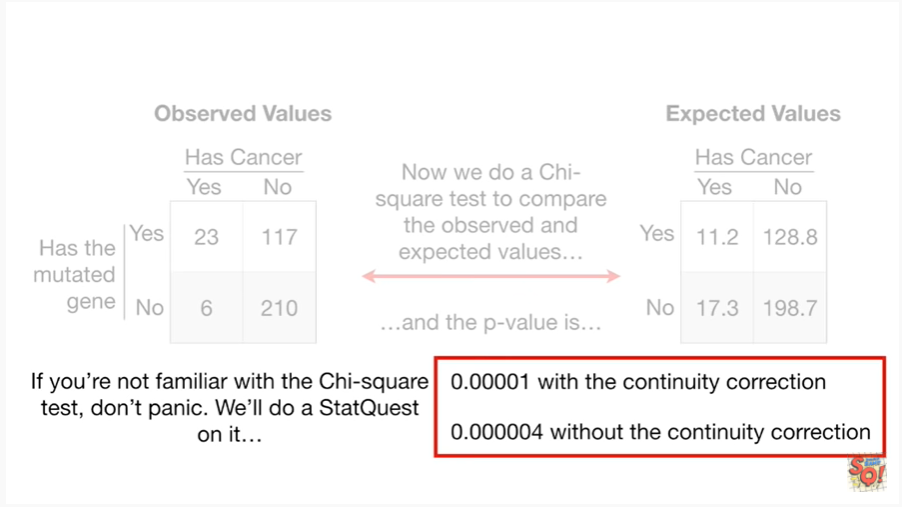 Observed Values
Has Cancer
Yes No
Has the
mutated
gene
Yes 23 117
No 6 210
Now we do a Chi-
square test to compare
the observed and
expected values…
…and the p-value is…
Expected Values
Has Cancer
Yes No
Yes 11.2 128.8
No 17.3 198.7
If you're not familiar with the Chi-square
test, don't panic. We'll do a StatQuest
on it…
0.00001 with the continuity correction
0.000004 without the continuity correction
SQ!